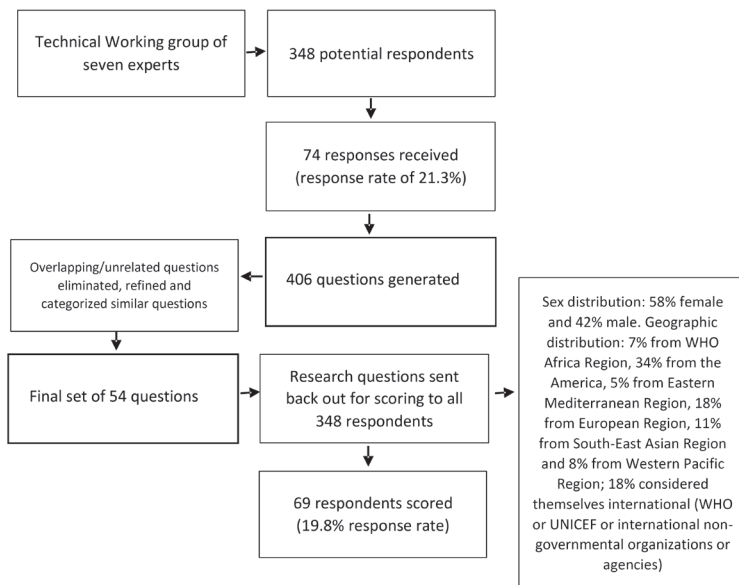 Technical Working group of
seven experts
348 potential respondents
74 responses received
(response rate of 21.3%)
406 questions generated
Overlapping/unrelated questions
eliminated, refined and
categorized similar questions
Final set of 54 questions
Research questions sent
back out for scoring to all
348 respondents
69 respondents scored
(19.8% response rate)
Sex distribution: 58% female
and 42% male. Geographic
distribution: 7% from WHO
Africa Region, 34% from the
America, 5% from Eastern
Mediterranean Region, 18%
from European Region, 11%
from South-East Asian Region
and 8% from Western Pacific
Region; 18% considered
themselves international (WHO
or UNICEF or international non-
governmental organizations or
agencies)